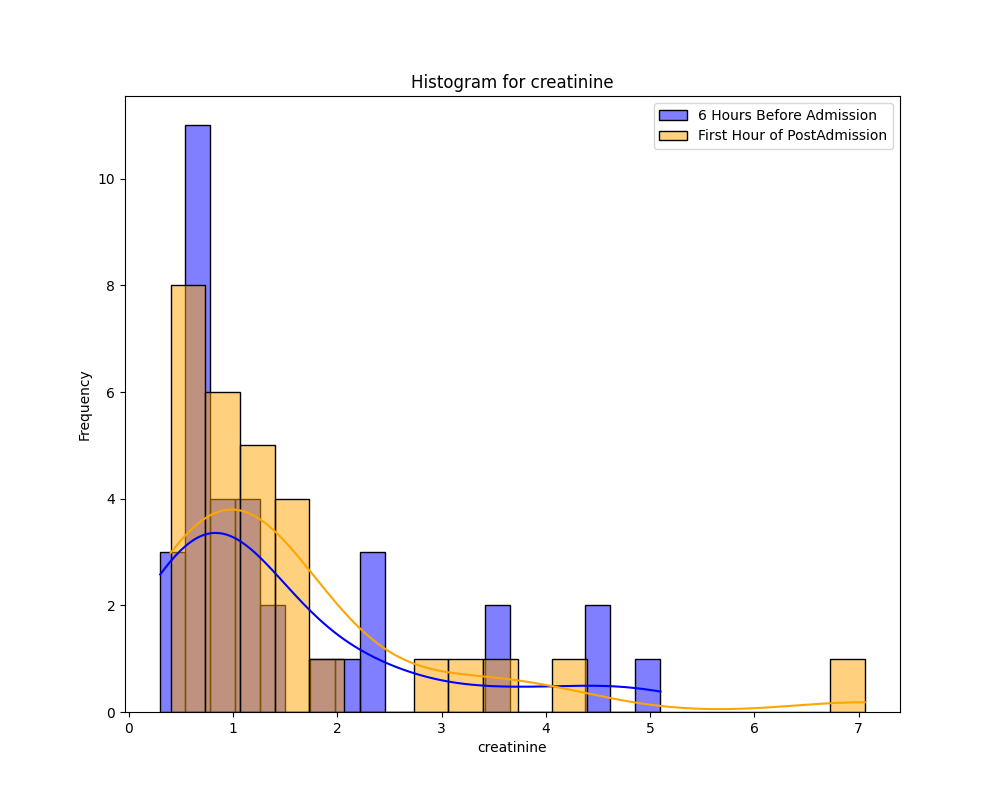 Histogram for creatinine
6 Hours Before Admission
First Hour of PostAdmission
Frequency
10
8
6
4
2
0
0 1 2 3 4 5 6 7
creatinine